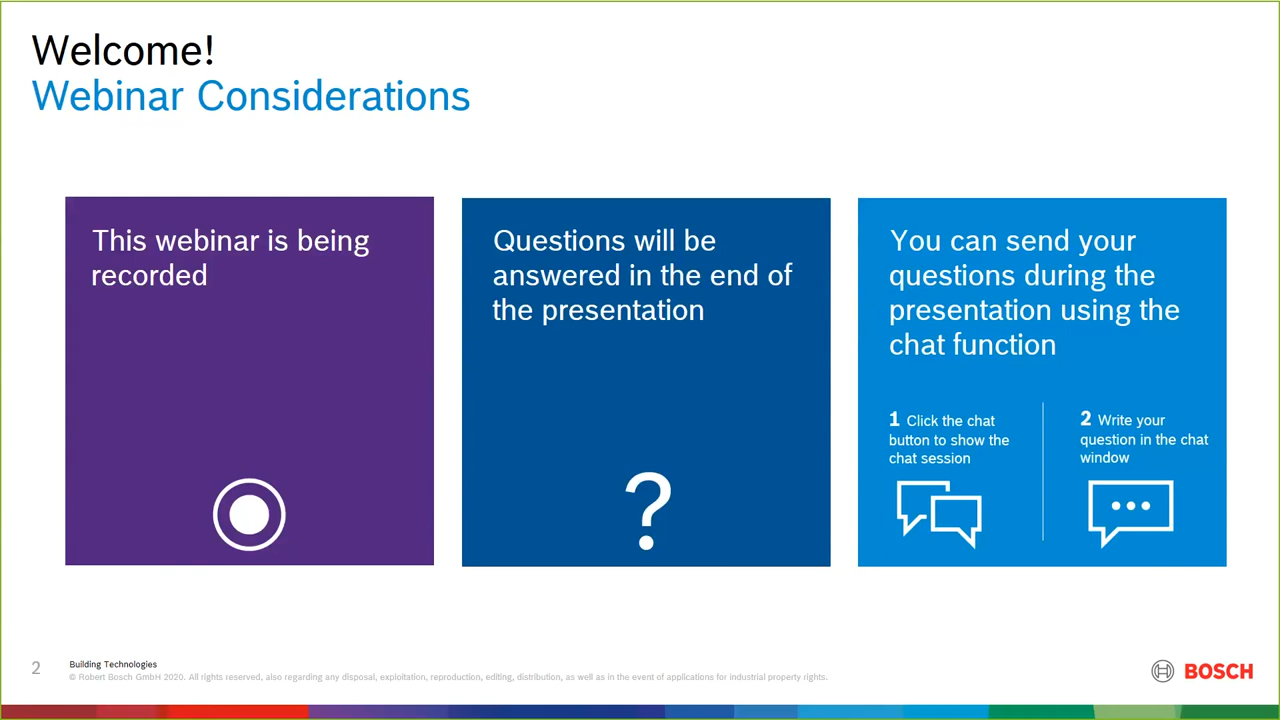 Welcome!
Webinar Considerations
This webinar is being
recorded
Questions will be
answered in the end of
the presentation
?
You can send your
questions during the
presentation using the
chat function
1 Click the chat
button to show the
chat session
2 Write your
question in the chat
window
2
Building Technologies
© Robert Bosch GmbH 2020. All rights reserved, also regarding any disposal, exploitation, reproduction, editing, distribution, as well as in the event of applications for industrial property rights.
BOSCH